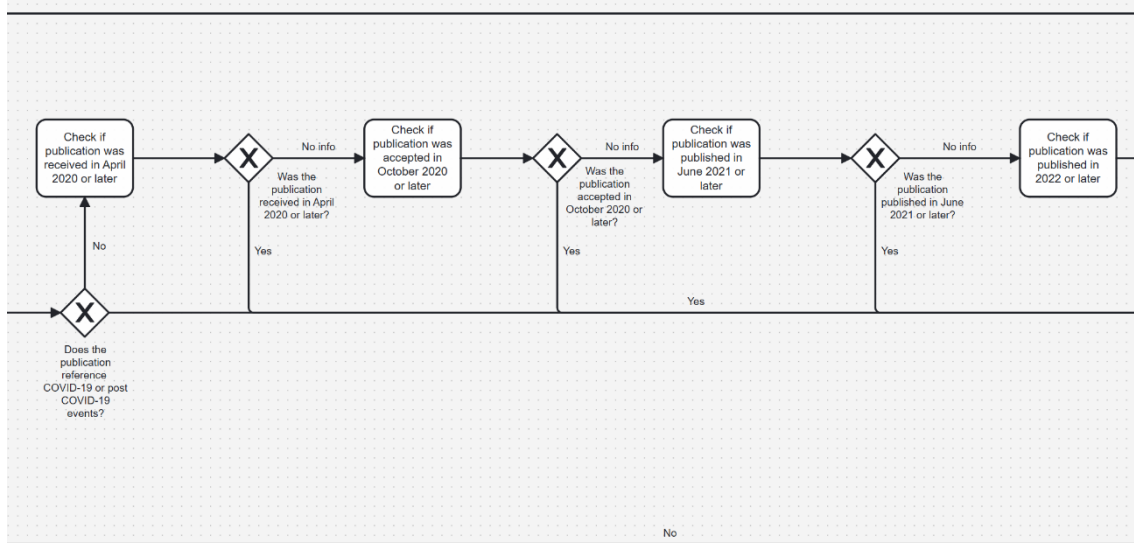 Check if
publication was
received in April
2020 or later
No info
Was the
publication
received in April
2020 or later?
Yes
Check if
publication was
accepted in
October 2020
or later
No info
Was the
publication
accepted in
October 2020 or
later?
Yes
Check if
publication was
published in
June 2021 or
later
No info
Was the
publication
published in June
2021 or later?
Yes
Check if
publication was
published in
2022 or later
No
Yes
Does the
publication
reference
COVID-19 or post
COVID-19
events?
No